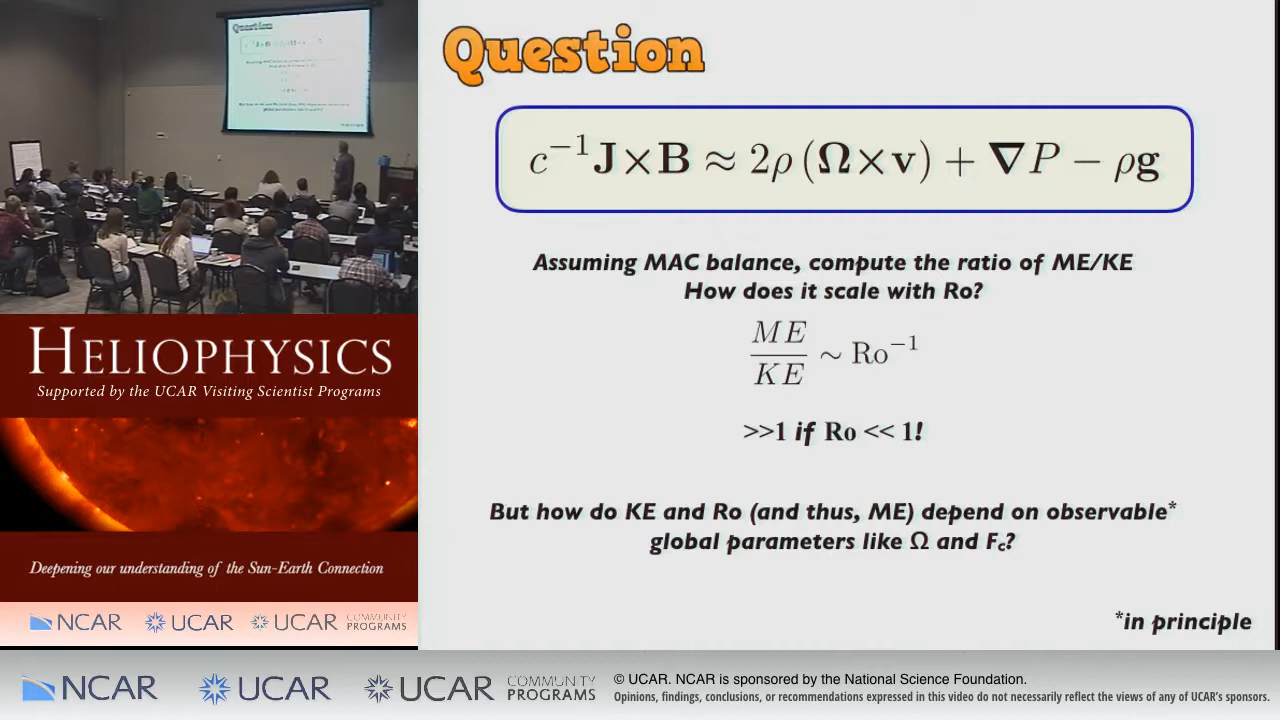 Question
c⁻¹J×B ≈ 2ρ (Ω×v) + ∇P − ρg
Assuming MAC balance, compute the ratio of ME/KE
How does it scale with Ro?
ME/KE ∼ Ro⁻¹
>>1 if Ro << 1!
But how do KE and Ro (and thus, ME) depend on observable*
global parameters like Ω and Fc?
*in principle
HELIOPHYSICS
Supported by the UCAR Visiting Scientist Programs
Deepening our understanding of the Sun-Earth Connection
NCAR UCAR UCAR COMMUNITY PROGRAMS
NCAR UCAR UCAR COMMUNITY PROGRAMS
© UCAR. NCAR is sponsored by the National Science Foundation.
Opinions, findings, conclusions, or recommendations expressed in this video do not necessarily reflect the views of any of UCAR's sponsors.